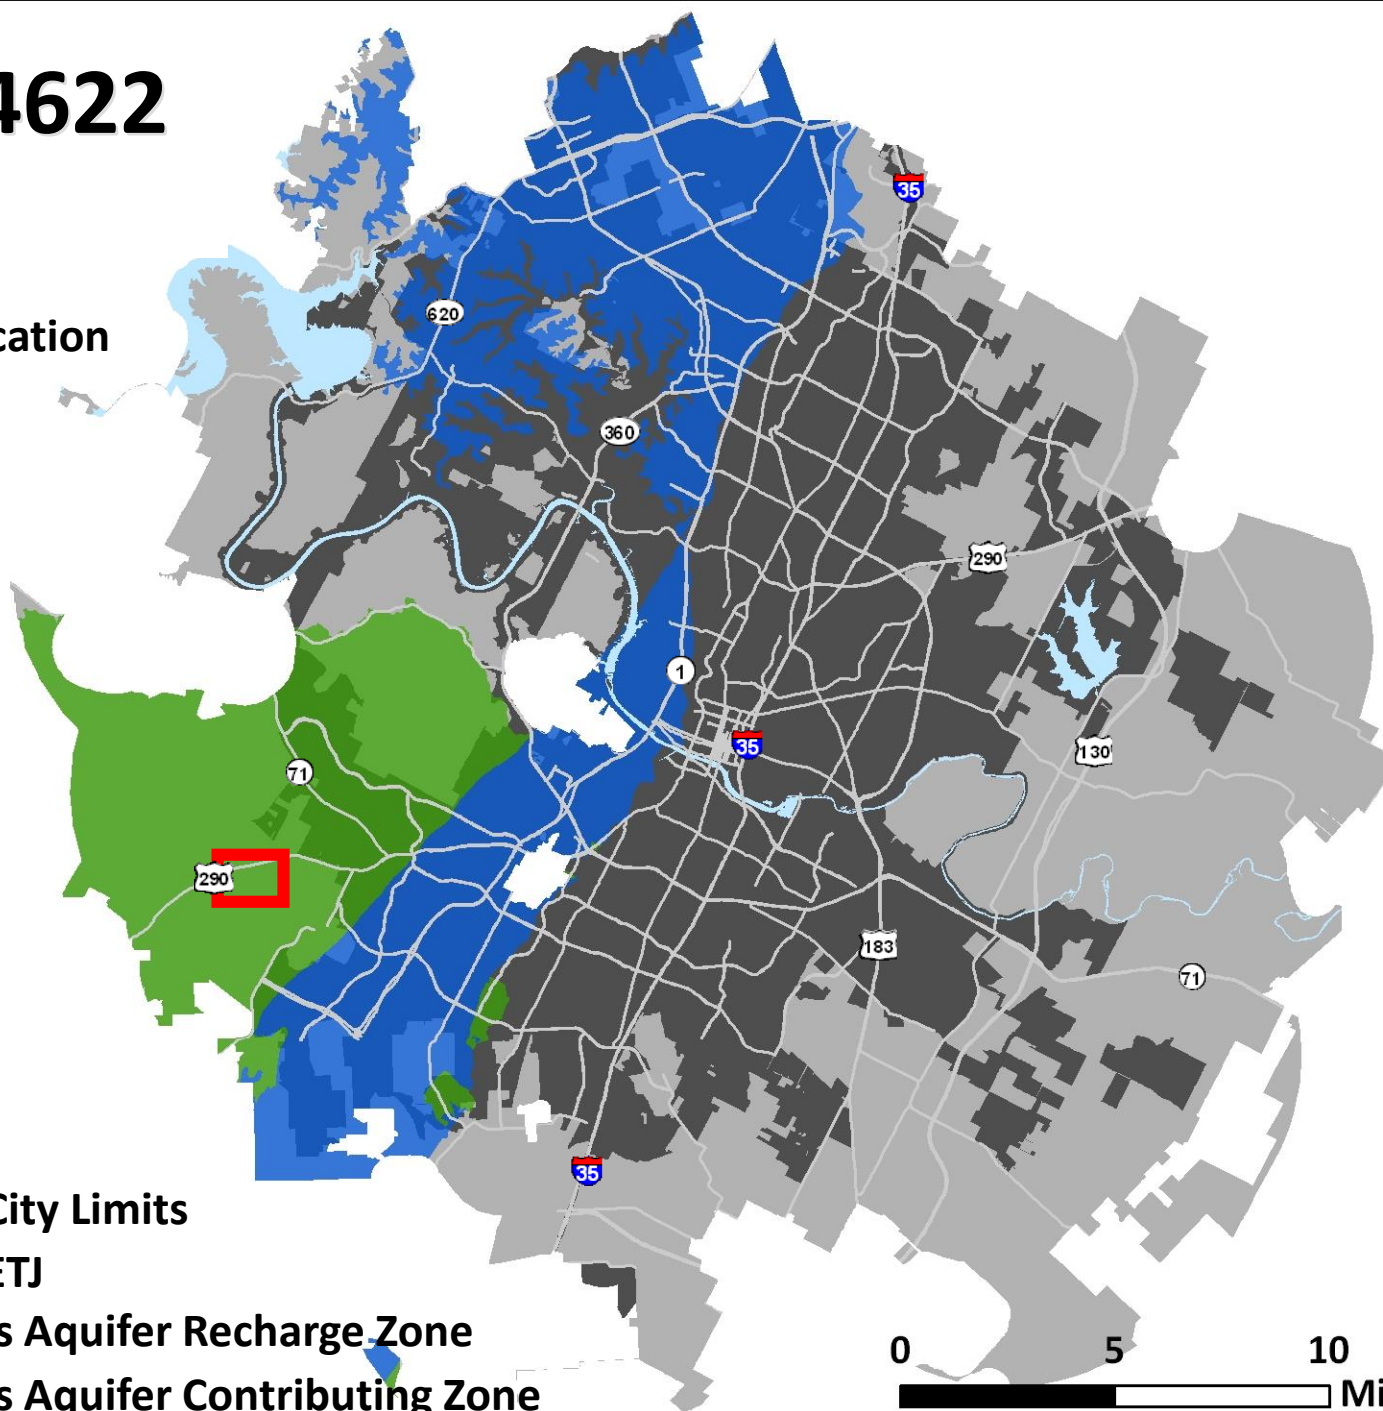 4622
cation
620
35
360
290
1
35
130
71
290
183
71
35
City Limits
ETJ
s Aquifer Recharge Zone
s Aquifer Contributing Zone
0 5 10
Mi